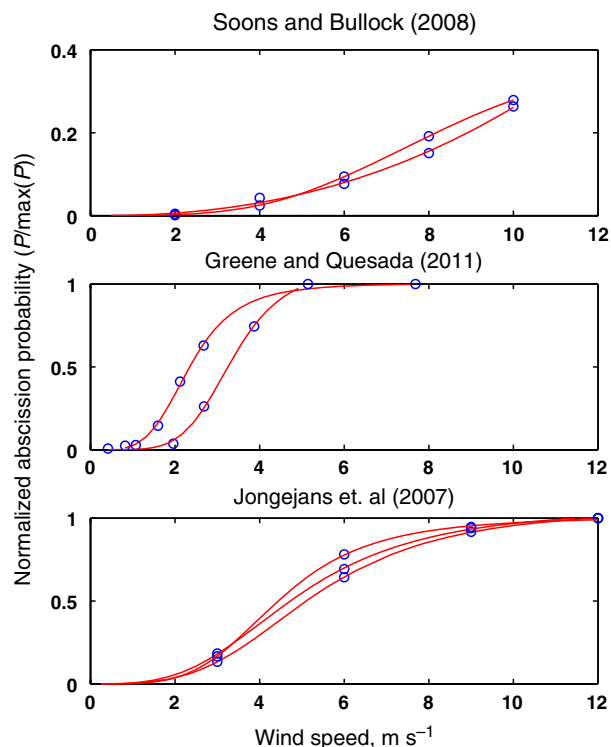 Soons and Bullock (2008)
0.4
0.2
0
0 2 4 6 8 10 12
Greene and Quesada (2011)
1
0.5
0
0 2 4 6 8 10 12
Jongejans et. al (2007)
1
0.5
0
0 2 4 6 8 10 12
Wind speed, m s⁻¹
Normalized abscission probability (P/max(P))